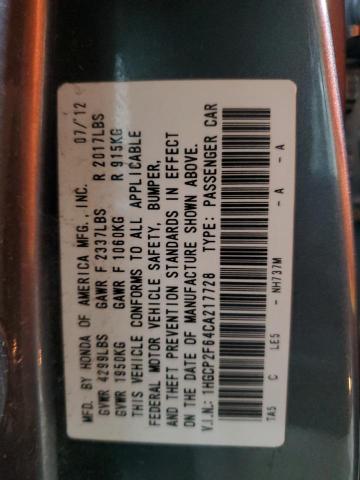 MFD. BY HONDA OF AMERICA MFG., INC. 07/'12
GVWR 4299LBS GAWR F 2337LBS R 2017LBS
GVWR 1950KG GAWR F 1060KG R 915KG
THIS VEHICLE CONFORMS TO ALL APPLICABLE
FEDERAL MOTOR VEHICLE SAFETY, BUMPER,
AND THEFT PREVENTION STANDARDS IN EFFECT
ON THE DATE OF MANUFACTURE SHOWN ABOVE.
V.I.N.: 1HGCP2F64CA217728 TYPE: PASSENGER CAR
TA5 C LE5 - NH737M - A - A